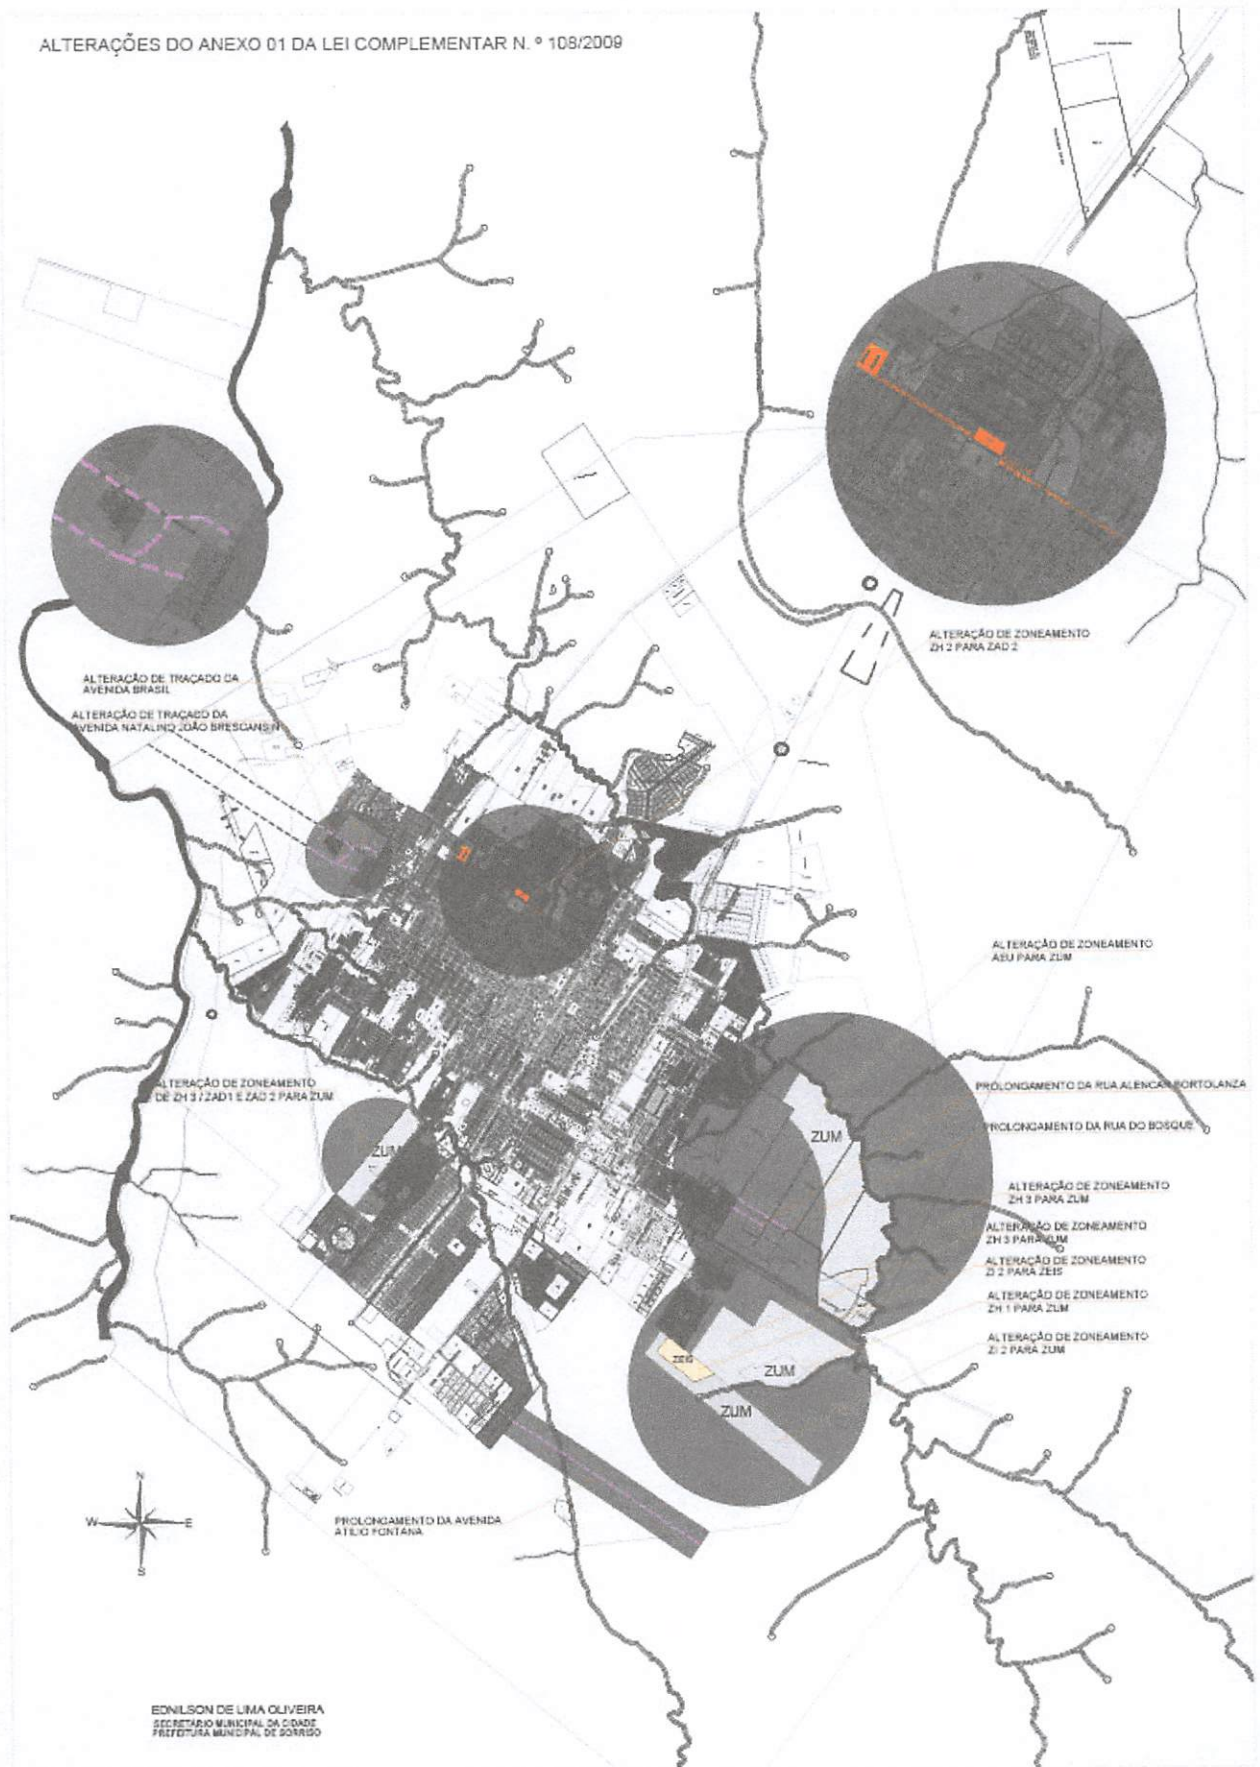 ALTERAÇÕES DO ANEXO 01 DA LEI COMPLEMENTAR N. º 108/2009
ALTERAÇÃO DE ZONEAMENTO
ZH 2 PARA ZAD 2
ALTERAÇÃO DE TRAÇADO DA
AVENIDA BRASIL
ALTERAÇÃO DE TRAÇADO DA
AVENIDA NATALINO JOÃO BRESCANSIN
ALTERAÇÃO DE ZONEAMENTO
AEU PARA ZUM
ALTERAÇÃO DE ZONEAMENTO
DE ZH 3 / ZAD1 E ZAD 2 PARA ZUM
PROLONGAMENTO DA RUA ALENCAR BORTOLANZA
PROLONGAMENTO DA RUA DO BOSQUE
ZUM
ZUM
ALTERAÇÃO DE ZONEAMENTO
ZH 3 PARA ZUM
ALTERAÇÃO DE ZONEAMENTO
ZH 3 PARA ZUM
ALTERAÇÃO DE ZONEAMENTO
ZI 2 PARA ZEIS
ALTERAÇÃO DE ZONEAMENTO
ZH 1 PARA ZUM
ALTERAÇÃO DE ZONEAMENTO
ZI 2 PARA ZUM
ZEIS
ZUM
ZUM
N
W
E
S
PROLONGAMENTO DA AVENIDA
ATILIO FONTANA
EDNILSON DE LIMA OLIVEIRA
SECRETÁRIO MUNICIPAL DA CIDADE
PREFEITURA MUNICIPAL DE SORRISO